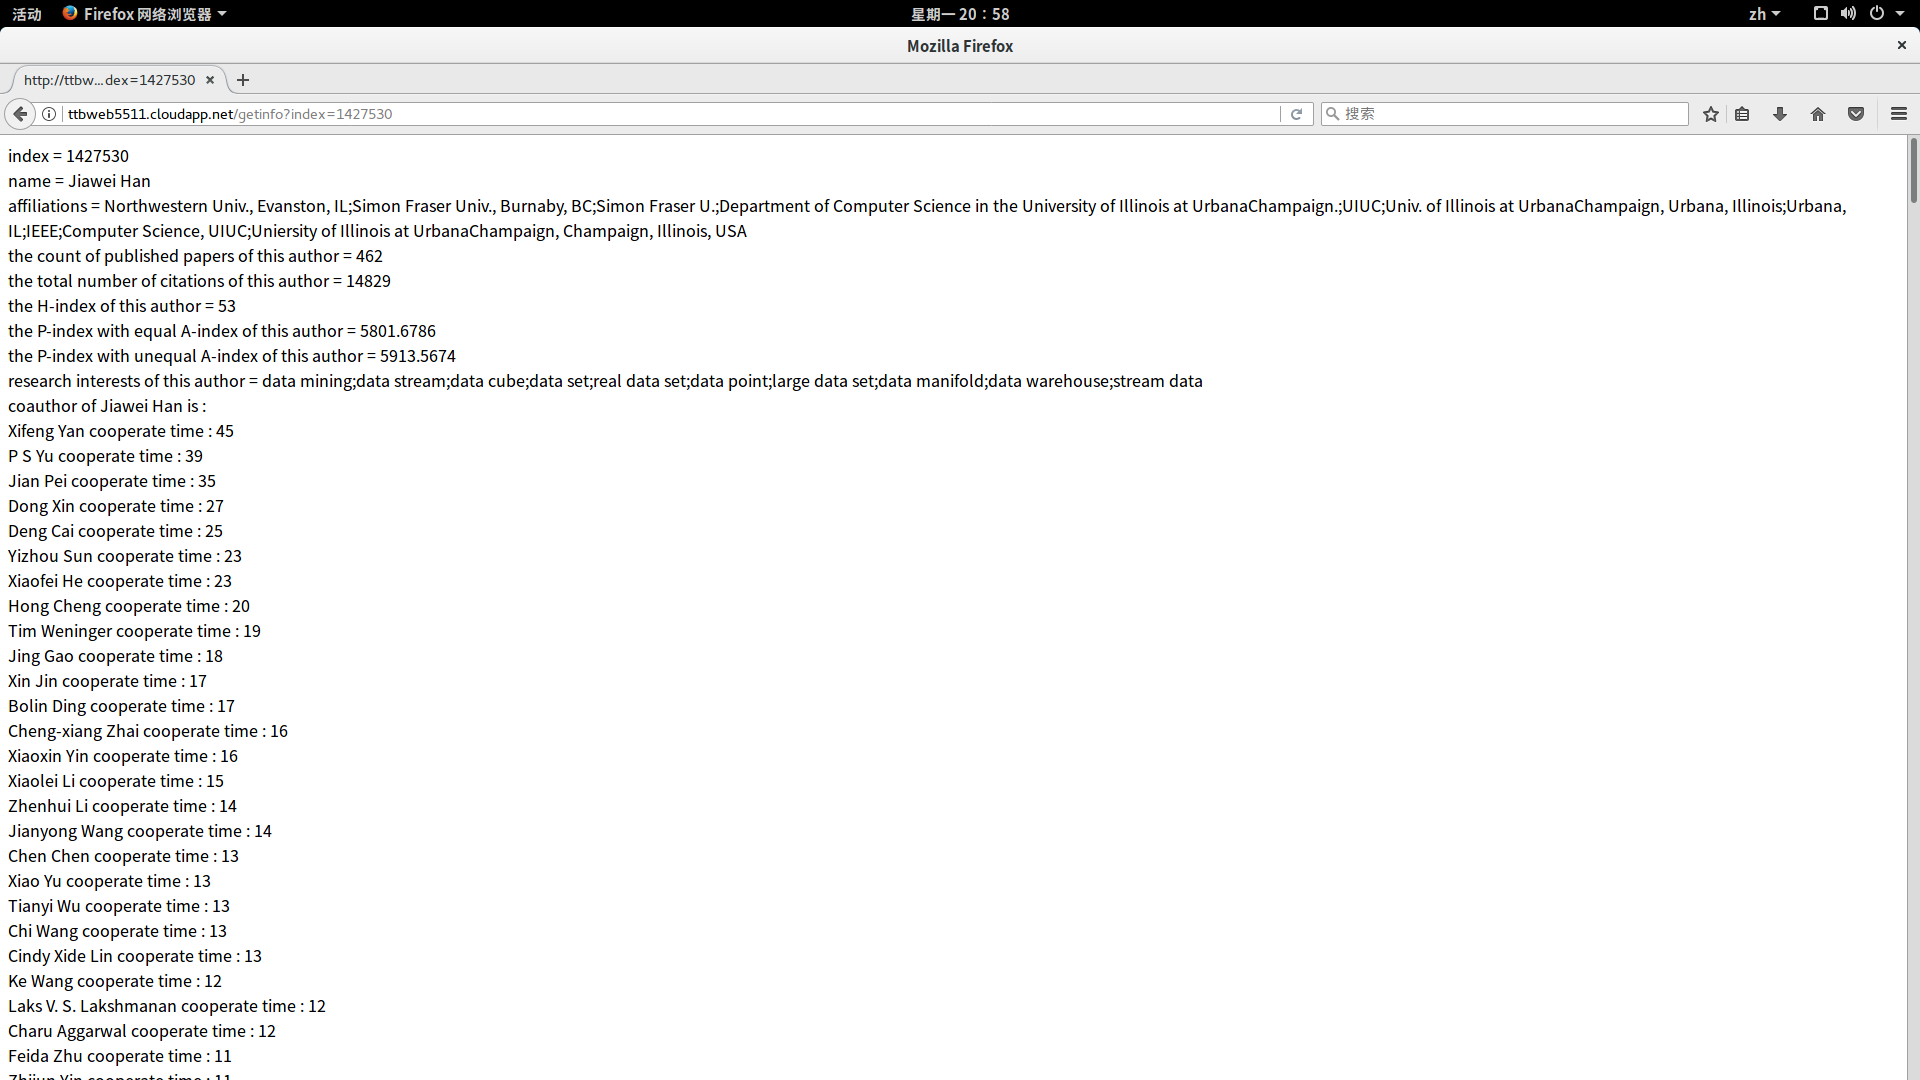 活动 Firefox 网络浏览器 星期一 20：58 zh
Mozilla Firefox
http://ttbw...dex=1427530
ttbweb5511.cloudapp.net/getinfo?index=1427530 搜索
index = 1427530
name = Jiawei Han
affiliations = Northwestern Univ., Evanston, IL;Simon Fraser Univ., Burnaby, BC;Simon Fraser U.;Department of Computer Science in the University of Illinois at UrbanaChampaign.;UIUC;Univ. of Illinois at UrbanaChampaign, Urbana, Illinois;Urbana,
IL;IEEE;Computer Science, UIUC;Uniersity of Illinois at UrbanaChampaign, Champaign, Illinois, USA
the count of published papers of this author = 462
the total number of citations of this author = 14829
the H-index of this author = 53
the P-index with equal A-index of this author = 5801.6786
the P-index with unequal A-index of this author = 5913.5674
research interests of this author = data mining;data stream;data cube;data set;real data set;data point;large data set;data manifold;data warehouse;stream data
coauthor of Jiawei Han is :
Xifeng Yan cooperate time : 45
P S Yu cooperate time : 39
Jian Pei cooperate time : 35
Dong Xin cooperate time : 27
Deng Cai cooperate time : 25
Yizhou Sun cooperate time : 23
Xiaofei He cooperate time : 23
Hong Cheng cooperate time : 20
Tim Weninger cooperate time : 19
Jing Gao cooperate time : 18
Xin Jin cooperate time : 17
Bolin Ding cooperate time : 17
Cheng-xiang Zhai cooperate time : 16
Xiaoxin Yin cooperate time : 16
Xiaolei Li cooperate time : 15
Zhenhui Li cooperate time : 14
Jianyong Wang cooperate time : 14
Chen Chen cooperate time : 13
Xiao Yu cooperate time : 13
Tianyi Wu cooperate time : 13
Chi Wang cooperate time : 13
Cindy Xide Lin cooperate time : 13
Ke Wang cooperate time : 12
Laks V. S. Lakshmanan cooperate time : 12
Charu Aggarwal cooperate time : 12
Feida Zhu cooperate time : 11
Zhijun Yin cooperate time : 11